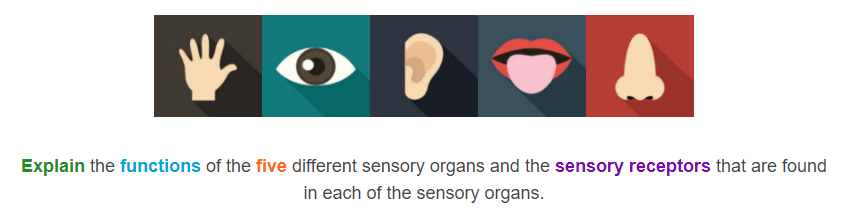 Explain the functions of the five different sensory organs and the sensory receptors that are found
in each of the sensory organs.